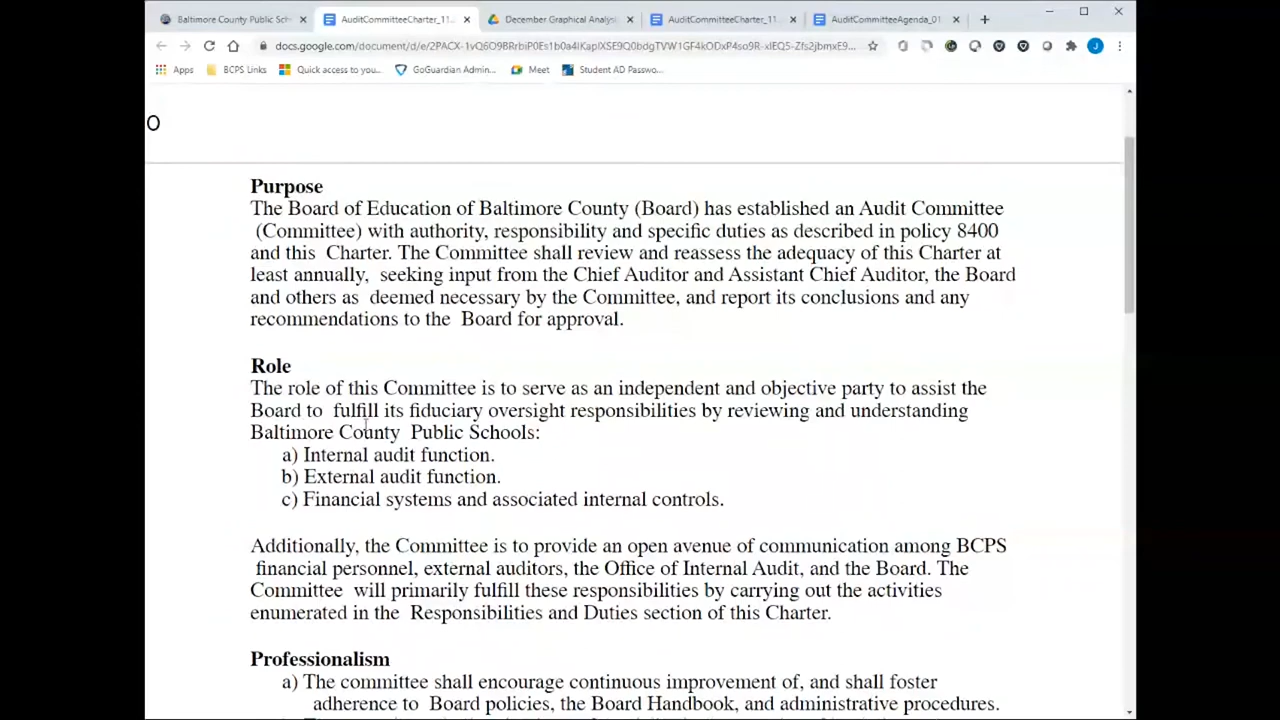 Baltimore County Public Sch
AuditCommitteeCharter_11...
December Graphical Analysi
AuditCommitteeCharter_11...
AuditCommitteeAgenda_01
Apps
BCPS Links
Quick access to you...
GoGuardian Admin...
Meet
Student AD Passwo...
J
O
Purpose
The Board of Education of Baltimore County (Board) has established an Audit Committee
(Committee) with authority, responsibility and specific duties as described in policy 8400
and this Charter. The Committee shall review and reassess the adequacy of this Charter at
least annually, seeking input from the Chief Auditor and Assistant Chief Auditor, the Board
and others as deemed necessary by the Committee, and report its conclusions and any
recommendations to the Board for approval.
Role
The role of this Committee is to serve as an independent and objective party to assist the
Board to fulfill its fiduciary oversight responsibilities by reviewing and understanding
Baltimore County Public Schools:
a) Internal audit function.
b) External audit function.
c) Financial systems and associated internal controls.
Additionally, the Committee is to provide an open avenue of communication among BCPS
financial personnel, external auditors, the Office of Internal Audit, and the Board. The
Committee will primarily fulfill these responsibilities by carrying out the activities
enumerated in the Responsibilities and Duties section of this Charter.
Professionalism
a) The committee shall encourage continuous improvement of, and shall foster
adherence to Board policies, the Board Handbook, and administrative procedures.